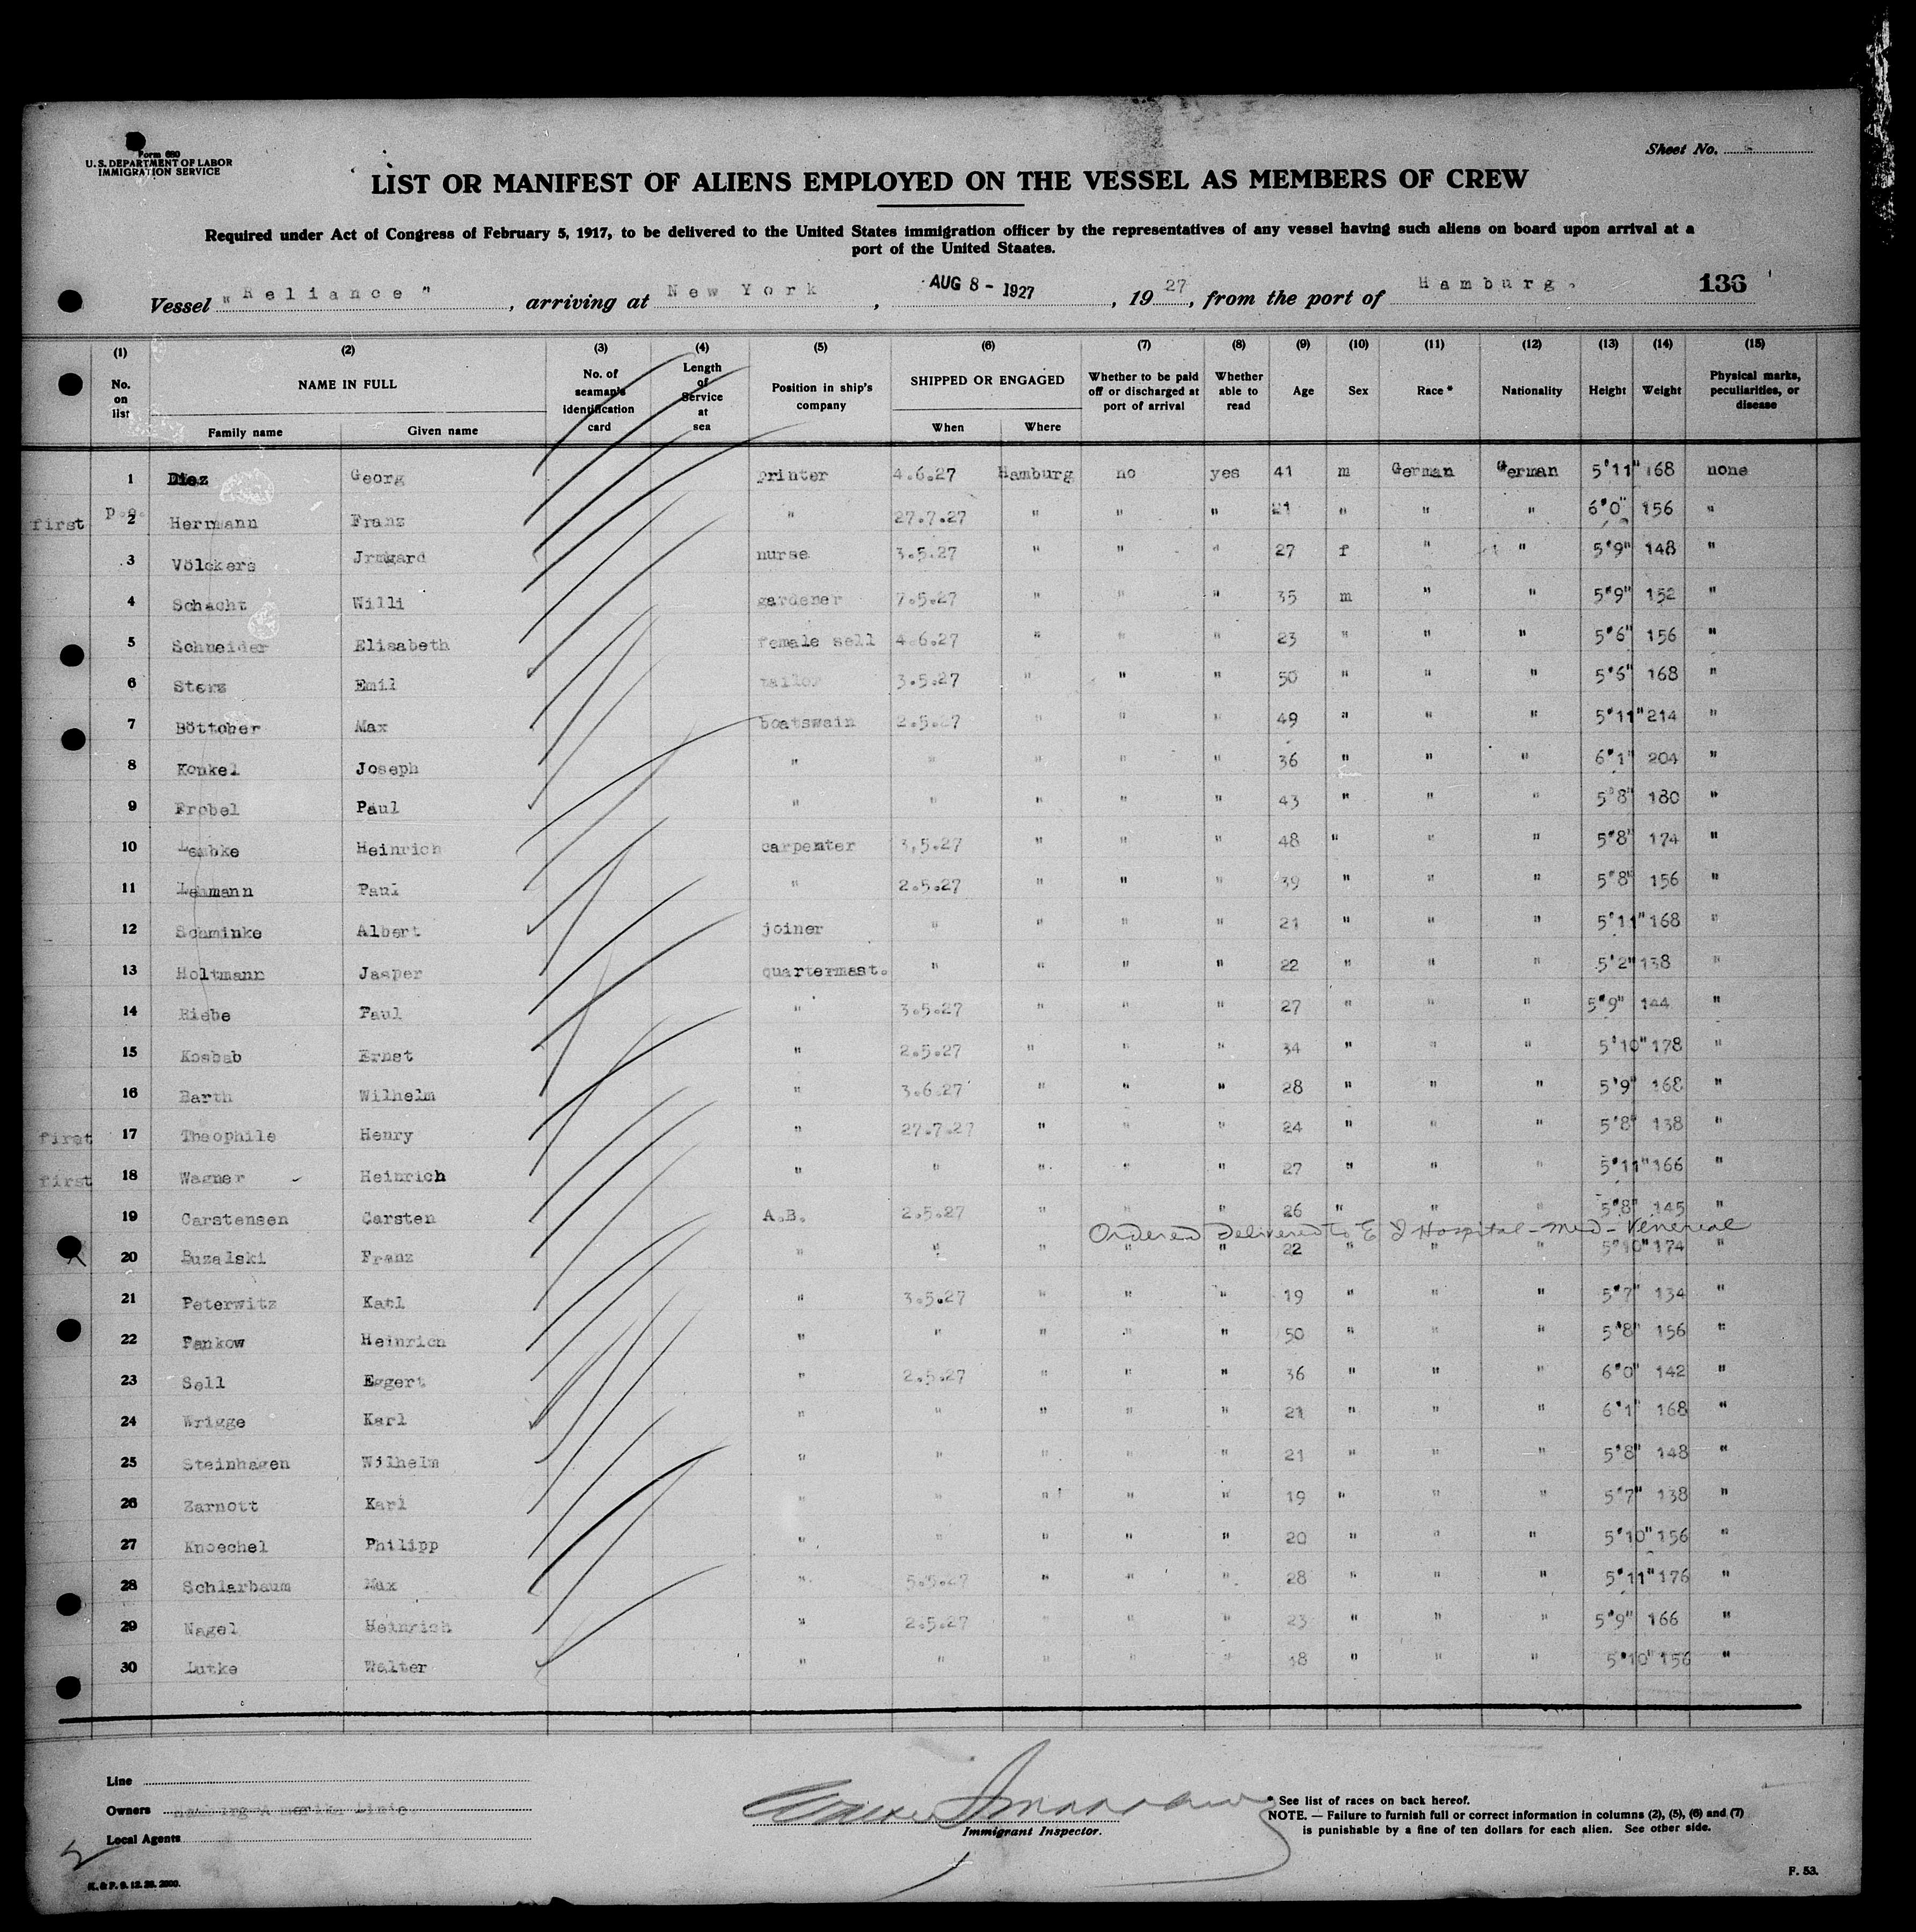 Form 680
U. S. DEPARTMENT OF LABOR
IMMIGRATION SERVICE
Sheet No.
LIST OR MANIFEST OF ALIENS EMPLOYED ON THE VESSEL AS MEMBERS OF CREW
Required under Act of Congress of February 5, 1917, to be delivered to the United States immigration officer by the representatives of any vessel having such aliens on board upon arrival at a
port of the United Staates.
Vessel "Reliance", arriving at New York, AUG 8 - 1927, 1927, from the port of Hamburg. 136
(1) (2) (3) (4) (5) (6) (7) (8) (9) (10) (11) (12) (13) (14) (15)
No. on list NAME IN FULL Family name Given name No. of seaman's identification card Length of Service at sea Position in ship's company SHIPPED OR ENGAGED When Where Whether to be paid off or discharged at port of arrival Whether able to read Age Sex Race * Nationality Height Weight Physical marks, peculiarities, or disease
1 Diez Georg printer 4.6.27 Hamburg no yes 41 m German German 5'11" 168 none
first p.o. 2 Herrmann Franz " 27.7.27 " " " 21 " " " 6'0" 156 "
3 Völckers Jrmgard nurse 3.5.27 " " " 27 f " " 5'9" 148 "
4 Schacht Willi gardener 7.5.27 " " " 35 m " " 5'9" 152 "
5 Schneider Elisabeth female sell 4.6.27 " " " 23 " " " 5'6" 156 "
6 Sterz Emil tailor 3.5.27 " " " 50 " " " 5'6" 168 "
7 Böttcher Max boatswain 2.5.27 " " " 49 " " " 5'11" 214 "
8 Konkel Joseph " " " " " 36 " " " 6'1" 204 "
9 Frobel Paul " " " " " 43 " " " 5'8" 180 "
10 Lembke Heinrich carpenter 3,5.27 " " " 48 " " " 5'8" 174 "
11 Lehmann Paul " 2.5.27 " " " 39 " " " 5'8" 156 "
12 Schminke Albert joiner " " " " 21 " " " 5'11" 168 "
13 Holtmann Jasper quartermast. " " " " 22 " " " 5'2" 138 "
14 Riebe Paul " 3.5.27 " " " 27 " " " 5'9" 144 "
15 Kosbab Ernst " 2.5.27 " " " 34 " " " 5'10" 178 "
16 Barth Wilhelm " 3.6.27 " " " 28 " " " 5'9" 168 "
first 17 Theophile Henry " 27.7.27 " " " 24 " " " 5'8" 138 "
first 18 Wagner Heinrich " " " " " 27 " " " 5'11" 166 "
19 Carstensen Carsten A.B. 2.5.27 " " " 26 " " " 5'8" 145 "
Ordered delivered to E I Hospital - Med - Venereal
20 Buzalski Franz " " " " " 22 " " " 5'10" 174 "
21 Peterwitz Katl " 3.5.27 " " " 19 " " " 5'7" 134 "
22 Pankow Heinrich " " " " " 50 " " " 5'8" 156 "
23 Sell Eggert " 2.5.27 " " " 36 " " " 6'0" 142 "
24 Wrigge Karl " " " " " 21 " " " 6'1" 168 "
25 Steinhagen Wilhelm " " " " " 21 " " " 5'8" 148 "
26 Zarnott Karl " " " " " 19 " " " 5'7" 138 "
27 Knoechel Philipp " " " " " 20 " " " 5'10" 156 "
28 Schlarbaum Max " 5.5.27 " " " 28 " " " 5'11" 176 "
29 Nagel Heinrich " 2.5.27 " " " 23 " " " 5'9" 166 "
30 Lutke Walter " " " " " 18 " " " 5'10" 156 "
Line
Owners Hamburg Amerika Linie.
Local Agents
Immigrant Inspector.
* See list of races on back hereof.
NOTE. — Failure to furnish full or correct information in columns (2), (5), (6) and (7)
is punishable by a fine of ten dollars for each alien. See other side.
K. & P. 9. 12. 26. 2000.
F. 53.